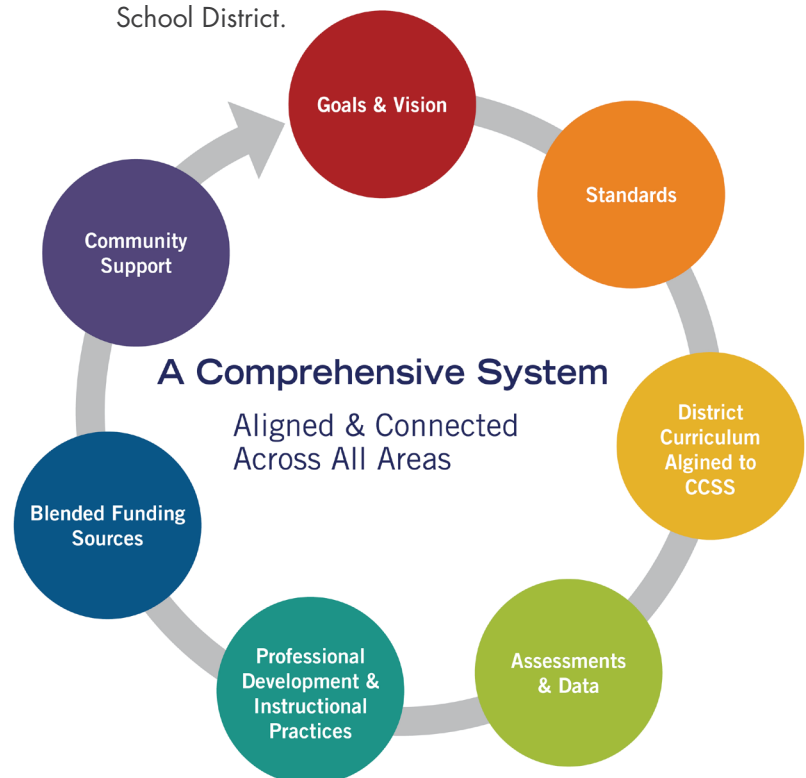 School District.
Goals & Vision
Standards
District
Curriculum
Algined to
CCSS
Assessments
& Data
Professional
Development &
Instructional
Practices
Blended Funding
Sources
Community
Support
A Comprehensive System
Aligned & Connected
Across All Areas